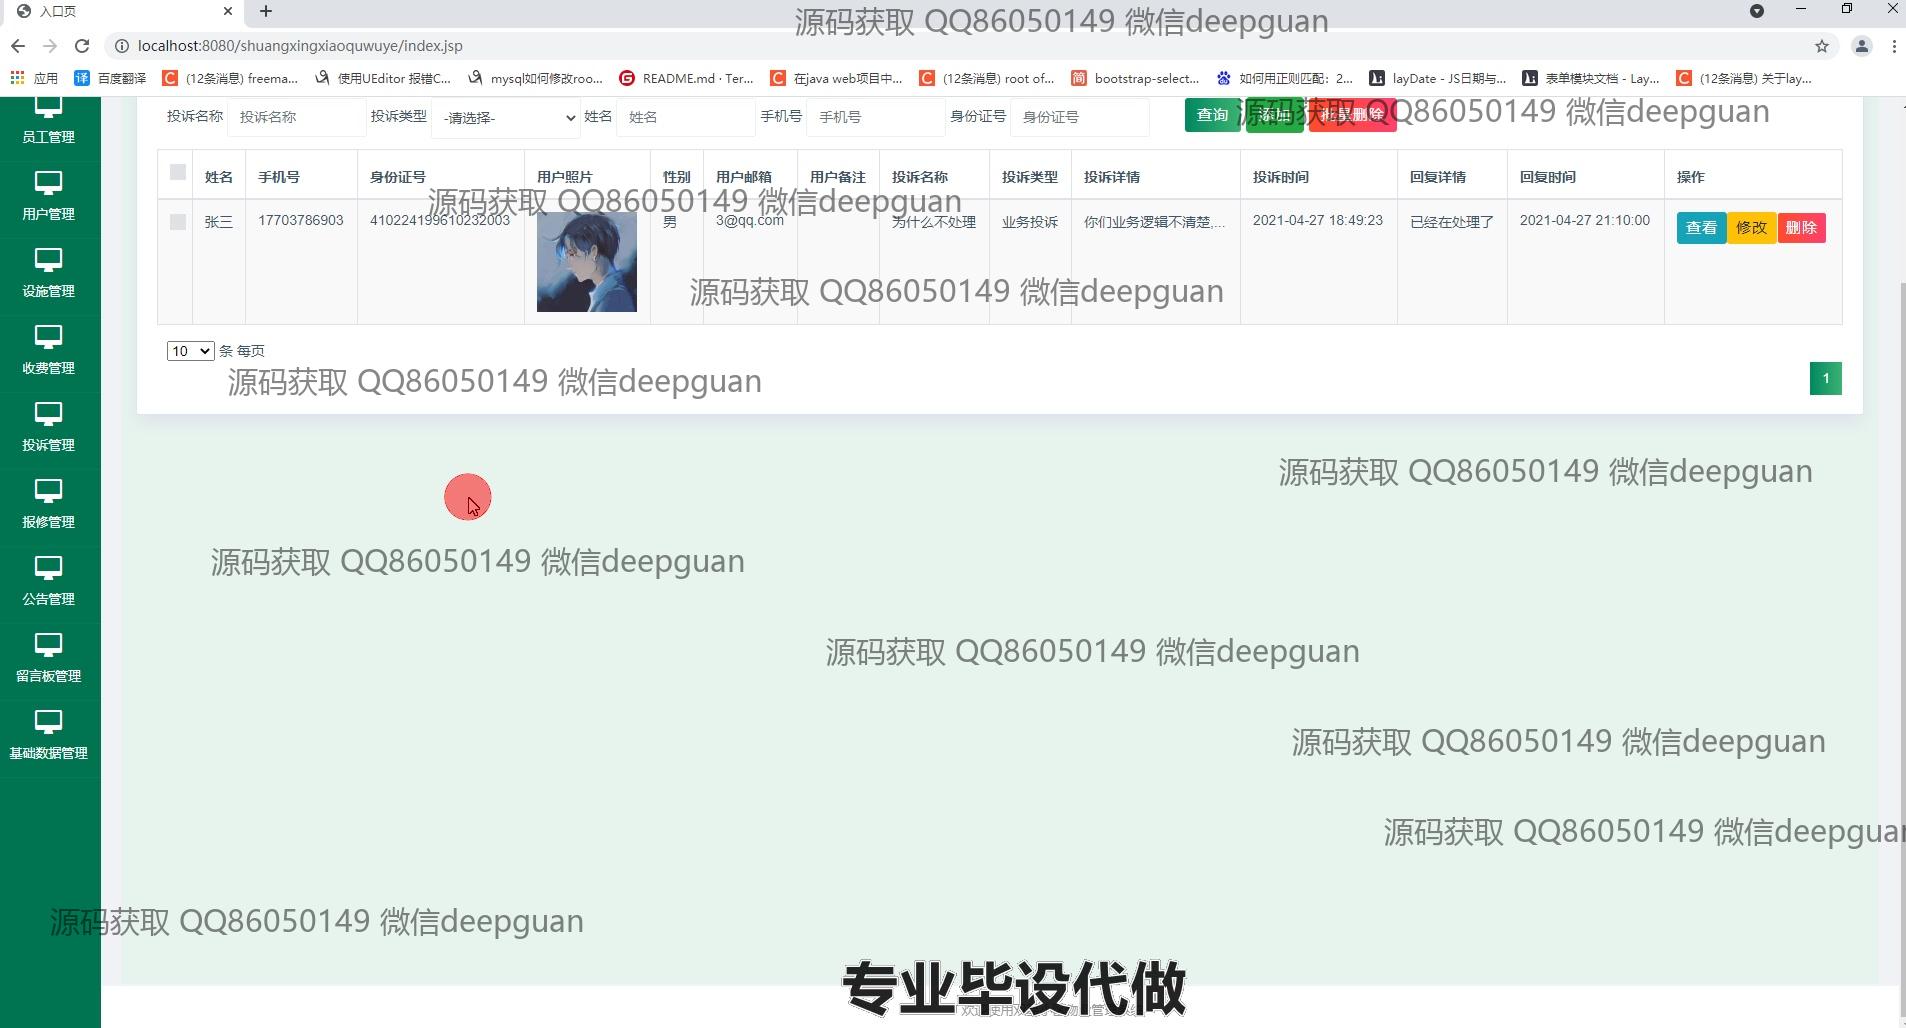 入口页
源码获取 QQ86050149 微信deepguan
localhost:8080/shuangxingxiaoquwuye/index.jsp
应用 百度翻译 (12条消息) freema... 使用UEditor 报错C... mysql如何修改roo... README.md · Ter... 在java web项目中... (12条消息) root of... bootstrap-select... 如何用正则匹配：2... layDate - JS日期与... 表单模块文档 - Lay... (12条消息) 关于lay...
投诉名称 投诉名称 投诉类型 -请选择- 姓名 姓名 手机号 手机号 身份证号 身份证号 查询 添加 批量删除
源码获取 QQ86050149 微信deepguan
员工管理
姓名 手机号 身份证号 用户照片 性别 用户邮箱 用户备注 投诉名称 投诉类型 投诉详情 投诉时间 回复详情 回复时间 操作
源码获取 QQ86050149 微信deepguan
用户管理
张三 17703786903 410224199610232003 男 3@qq.com 为什么不处理 业务投诉 你们业务逻辑不清楚,... 2021-04-27 18:49:23 已经在处理了 2021-04-27 21:10:00 查看 修改 删除
设施管理
源码获取 QQ86050149 微信deepguan
10 条 每页
收费管理
源码获取 QQ86050149 微信deepguan
1
投诉管理
源码获取 QQ86050149 微信deepguan
报修管理
源码获取 QQ86050149 微信deepguan
公告管理
源码获取 QQ86050149 微信deepguan
留言板管理
源码获取 QQ86050149 微信deepguan
基础数据管理
源码获取 QQ86050149 微信deepguan
源码获取 QQ86050149 微信deepguan
专业毕设代做